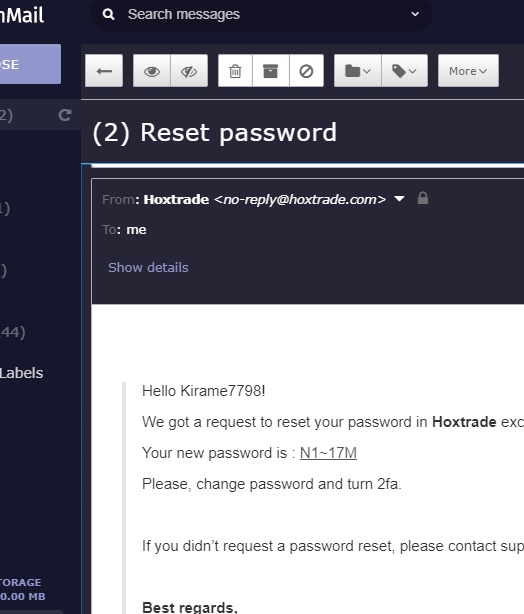 nMail
Search messages
OSE
More
2)
(2) Reset password
1)
From: Hoxtrade <no-reply@hoxtrade.com>
To: me
)
Show details
44)
Labels
Hello Kirame7798!
We got a request to reset your password in Hoxtrade exc
Your new password is : N1~17M
Please, change password and turn 2fa.
If you didn't request a password reset, please contact sup
TORAGE
0.00 MB
Best regards,